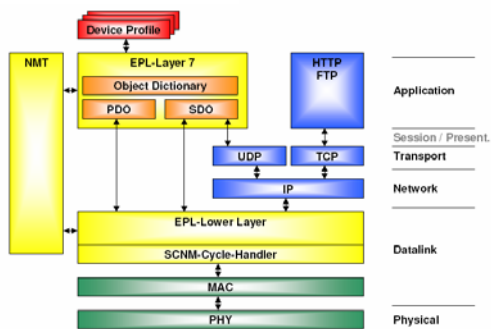 Device Profile
NMT
EPL-Layer 7
HTTP
FTP
Object Dictionary
Application
PDO
SDO
Session / Present.
UDP
TCP
Transport
IP
Network
EPL-Lower Layer
Datalink
SCNM-Cycle-Handler
MAC
PHY
Physical